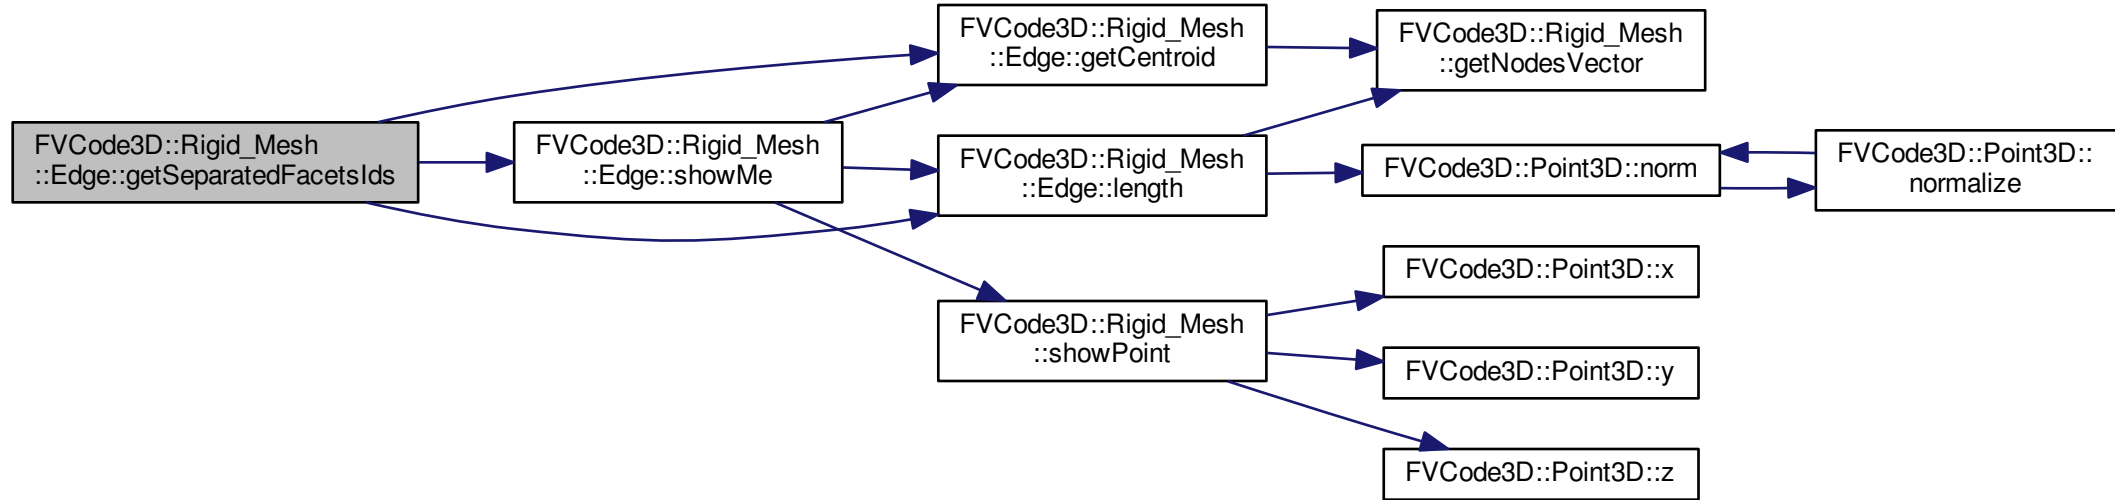 FVCode3D::Rigid_Mesh
::Edge::getSeparatedFacetsIds
FVCode3D::Rigid_Mesh
::Edge::showMe
FVCode3D::Rigid_Mesh
::Edge::getCentroid
FVCode3D::Rigid_Mesh
::getNodesVector
FVCode3D::Rigid_Mesh
::Edge::length
FVCode3D::Point3D::norm
FVCode3D::Point3D::
normalize
FVCode3D::Rigid_Mesh
::showPoint
FVCode3D::Point3D::x
FVCode3D::Point3D::y
FVCode3D::Point3D::z